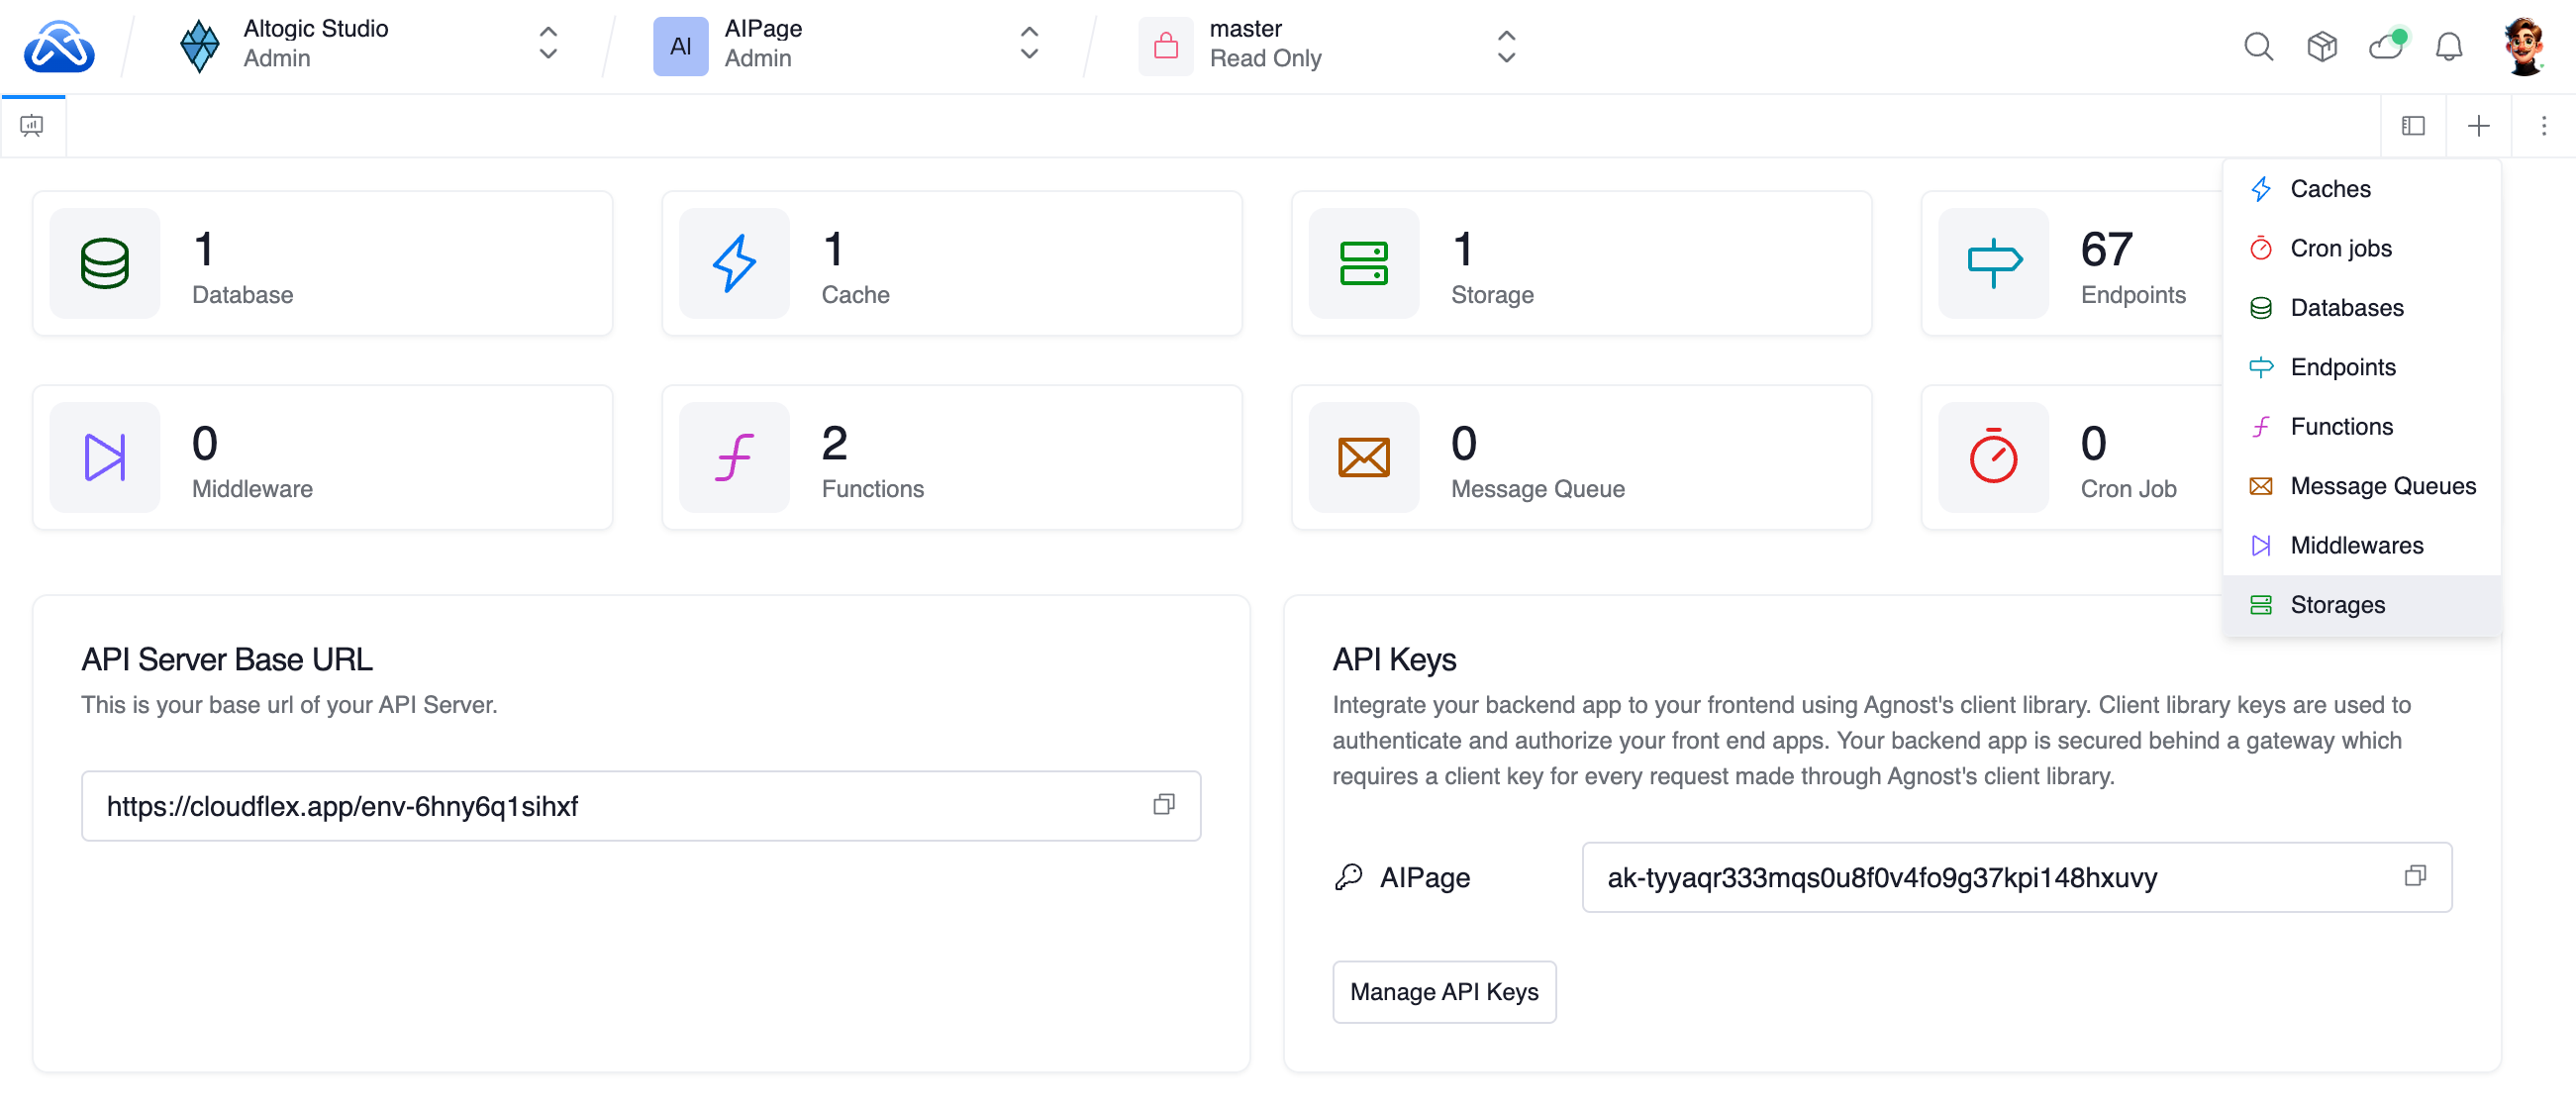 Altogic Studio
Admin
AI
AIPage
Admin
master
Read Only
1
Database
1
Cache
1
Storage
67
Endpoints
0
Middleware
2
Functions
0
Message Queue
0
Cron Job
Caches
Cron jobs
Databases
Endpoints
Functions
Message Queues
Middlewares
Storages
API Server Base URL
This is your base url of your API Server.
https://cloudflex.app/env-6hny6q1sihxf
API Keys
Integrate your backend app to your frontend using Agnost's client library. Client library keys are used to
authenticate and authorize your front end apps. Your backend app is secured behind a gateway which
requires a client key for every request made through Agnost's client library.
AIPage
ak-tyyaqr333mqs0u8f0v4fo9g37kpi148hxuvy
Manage API Keys